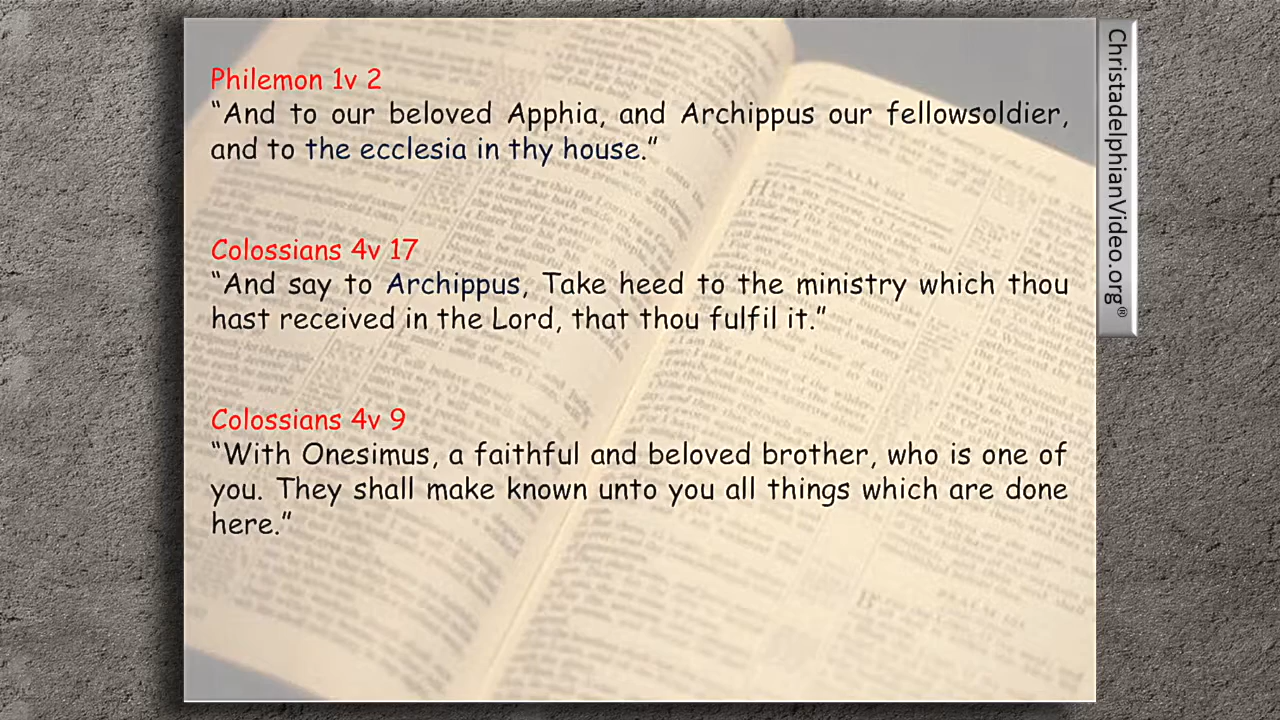 Philemon 1v 2
“And to our beloved Apphia, and Archippus our fellowsoldier,
and to the ecclesia in thy house.”
Colossians 4v 17
“And say to Archippus, Take heed to the ministry which thou
hast received in the Lord, that thou fulfil it.”
Colossians 4v 9
“With Onesimus, a faithful and beloved brother, who is one of
you. They shall make known unto you all things which are done
here.”
ChristadelphianVideo.org®